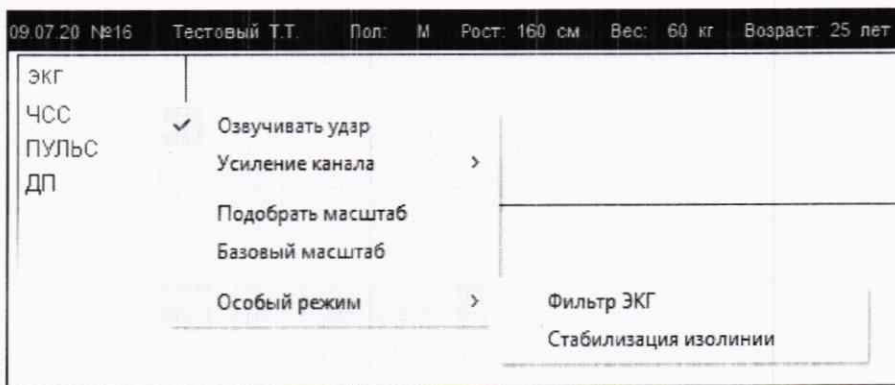 09.07.20 №16 Тестовый Т.Т. Пол: М Рост: 160 см Вес: 60 кг Возраст: 25 лет
ЭКГ
ЧСС
ПУЛЬС
ДП
Озвучивать удар
Усиление канала >
Подобрать масштаб
Базовый масштаб
Особый режим >
Фильтр ЭКГ
Стабилизация изолинии